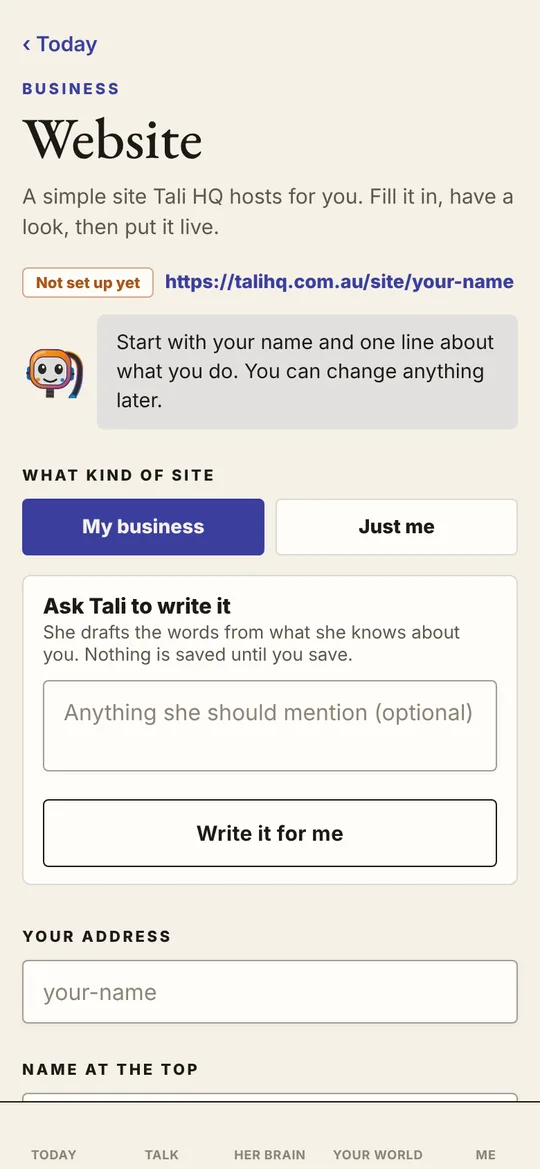 ‹ Today
BUSINESS
Website
A simple site Tali HQ hosts for you. Fill it in, have a
look, then put it live.
Not set up yet
https://talihq.com.au/site/your-name
Start with your name and one line about
what you do. You can change anything
later.
WHAT KIND OF SITE
My business
Just me
Ask Tali to write it
She drafts the words from what she knows about
you. Nothing is saved until you save.
Anything she should mention (optional)
Write it for me
YOUR ADDRESS
your-name
NAME AT THE TOP
TODAY
TALK
HER BRAIN
YOUR WORLD
ME